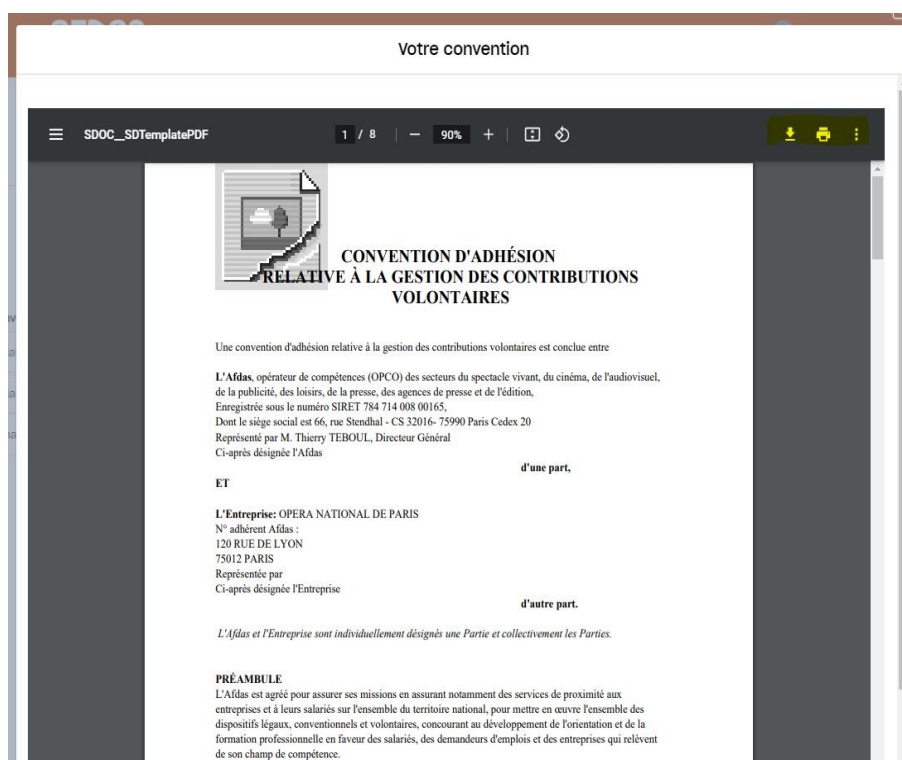 Votre convention
SDOC__SDTemplatePDF 1 / 8 90%
CONVENTION D'ADHÉSION
RELATIVE À LA GESTION DES CONTRIBUTIONS
VOLONTAIRES
Une convention d'adhésion relative à la gestion des contributions volontaires est conclue entre
L'Afdas, opérateur de compétences (OPCO) des secteurs du spectacle vivant, du cinéma, de l'audiovisuel,
de la publicité, des loisirs, de la presse, des agences de presse et de l'édition,
Enregistrée sous le numéro SIRET 784 714 008 00165,
Dont le siège social est 66, rue Stendhal - CS 32016- 75990 Paris Cedex 20
Représenté par M. Thierry TEBOUL, Directeur Général
Ci-après désignée l'Afdas
d'une part,
ET
L'Entreprise: OPERA NATIONAL DE PARIS
N° adhérent Afdas :
120 RUE DE LYON
75012 PARIS
Représentée par
Ci-après désignée l'Entreprise
d'autre part.
L'Afdas et l'Entreprise sont individuellement désignés une Partie et collectivement les Parties.
PRÉAMBULE
L'Afdas est agréé pour assurer ses missions en assurant notamment des services de proximité aux
entreprises et à leurs salariés sur l'ensemble du territoire national, pour mettre en œuvre l'ensemble des
dispositifs légaux, conventionnels et volontaires, concourant au développement de l'orientation et de la
formation professionnelle en faveur des salariés, des demandeurs d'emplois et des entreprises qui relèvent
de son champ de compétence.